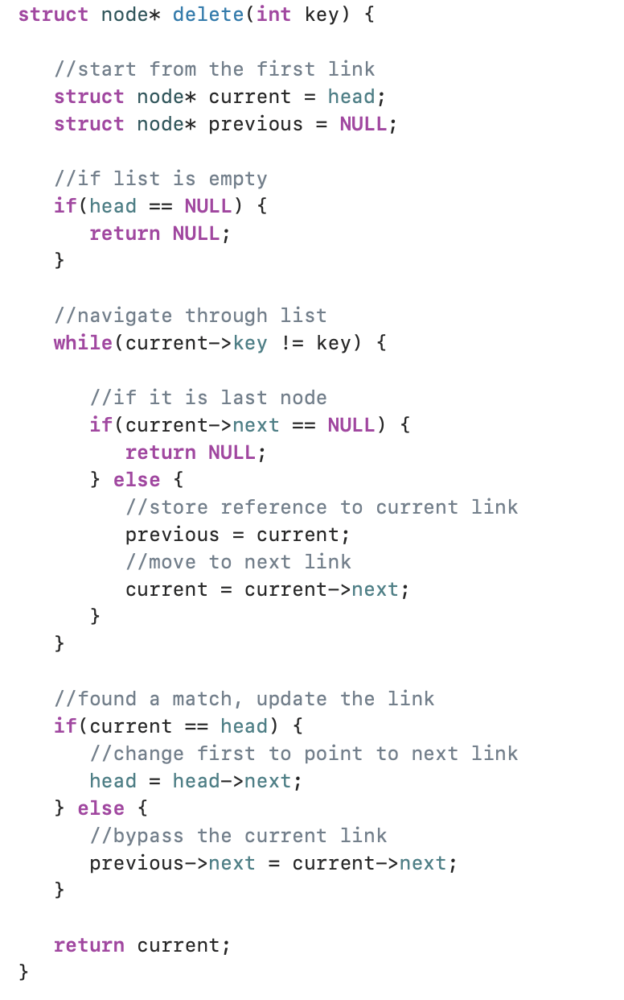 struct node* delete(int key) {

   //start from the first link
   struct node* current = head;
   struct node* previous = NULL;

   //if list is empty
   if(head == NULL) {
      return NULL;
   }

   //navigate through list
   while(current->key != key) {

      //if it is last node
      if(current->next == NULL) {
         return NULL;
      } else {
         //store reference to current link
         previous = current;
         //move to next link
         current = current->next;
      }
   }

   //found a match, update the link
   if(current == head) {
      //change first to point to next link
      head = head->next;
   } else {
      //bypass the current link
      previous->next = current->next;
   }

   return current;
}